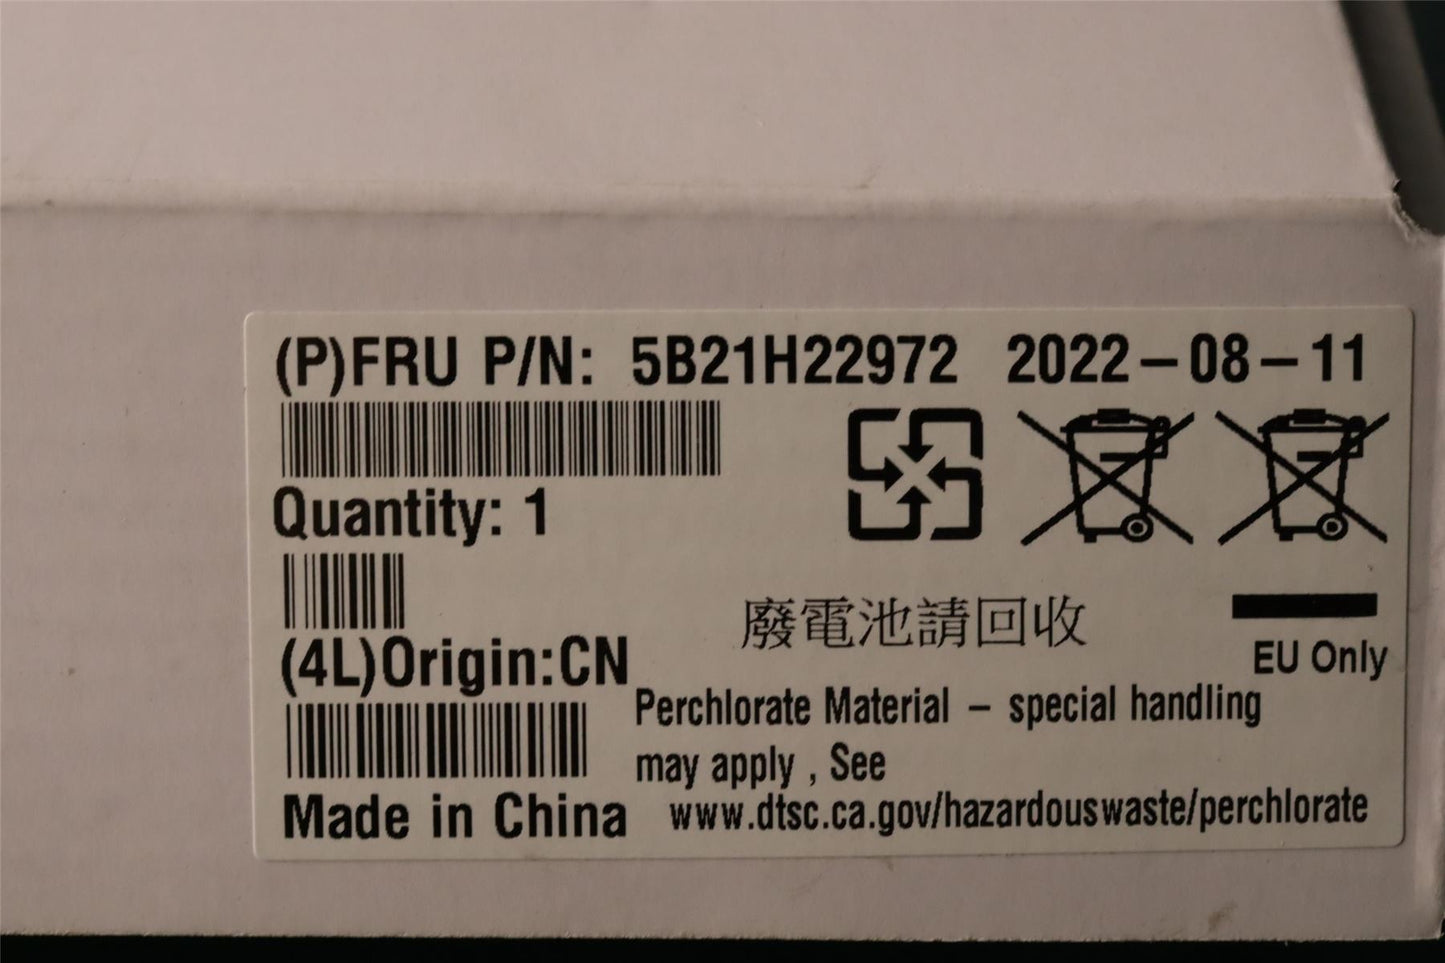 (P)FRU P/N: 5B21H22972 2022-08-11
Quantity: 1
廢電池請回收
EU Only
(4L)Origin:CN
Perchlorate Material - special handling
may apply , See
www.dtsc.ca.gov/hazardouswaste/perchlorate
Made in China